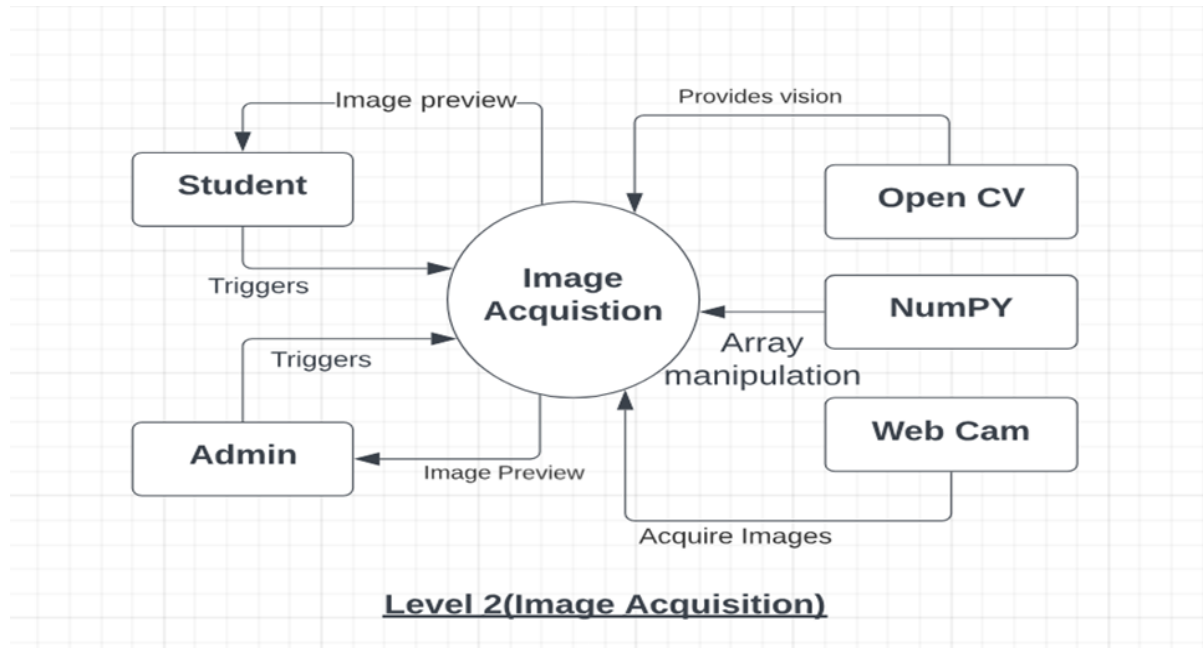 Image preview
Provides vision
Student
Open CV
Triggers
Image
Acquistion
NumPY
Array
manipulation
Triggers
Admin
Web Cam
Image Preview
Acquire Images
Level 2(Image Acquisition)